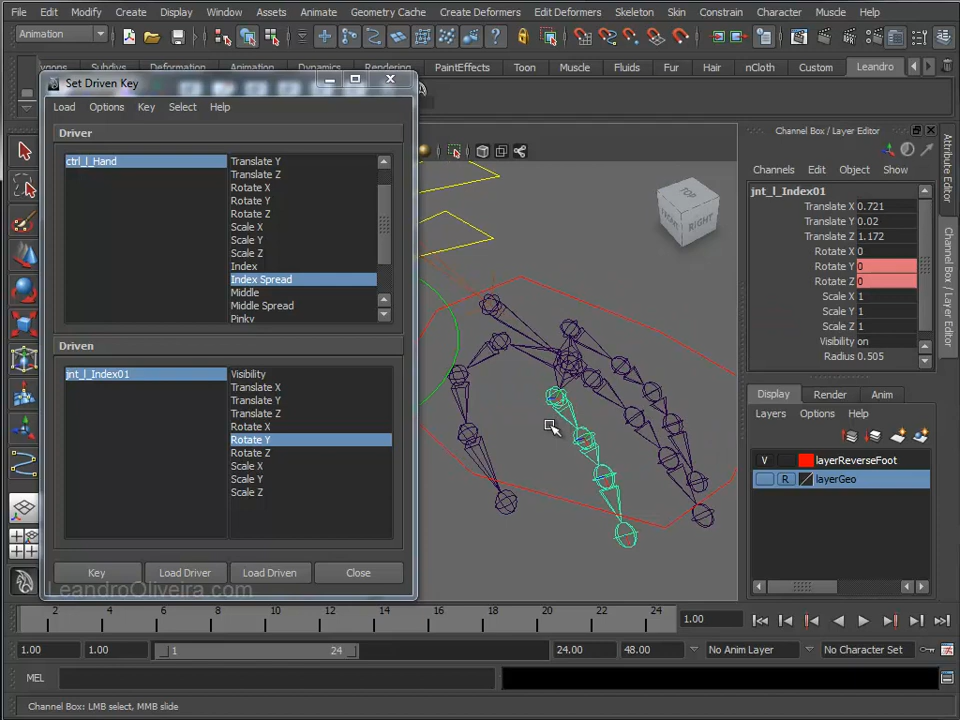 File Edit Modify Create Display Window Assets Animate Geometry Cache Create Deformers Edit Deformers Skeleton Skin Constrain Character Muscle Help
Animation
Subdivs Deformation Animation Dynamics Rendering PaintEffects Toon Muscle Fluids Fur Hair nCloth Custom Leandro
Set Driven Key
Load Options Key Select Help
Driver
ctrl_l_Hand
Translate Y
Translate Z
Rotate X
Rotate Y
Rotate Z
Scale X
Scale Y
Scale Z
Index
Index Spread
Middle
Middle Spread
Pinky
Driven
jnt_l_Index01
Visibility
Translate X
Translate Y
Translate Z
Rotate X
Rotate Y
Rotate Z
Scale X
Scale Y
Scale Z
Key Load Driver Load Driven Close
LeandroOliveira.com
TOP
FRONT
RIGHT
Channel Box / Layer Editor
Channels Edit Object Show
jnt_l_Index01
Translate X 0.721
Translate Y 0.02
Translate Z 1.172
Rotate X 0
Rotate Y 0
Rotate Z 0
Scale X 1
Scale Y 1
Scale Z 1
Visibility on
Radius 0.505
Display Render Anim
Layers Options Help
V layerReverseFoot
R layerGeo
Attribute Editor
Channel Box / Layer Editor
2 4 6 8 10 12 14 16 18 20 22 24
1.00
1.00 1.00 1 24 24.00 48.00 No Anim Layer No Character Set
MEL
Channel Box: LMB select, MMB slide